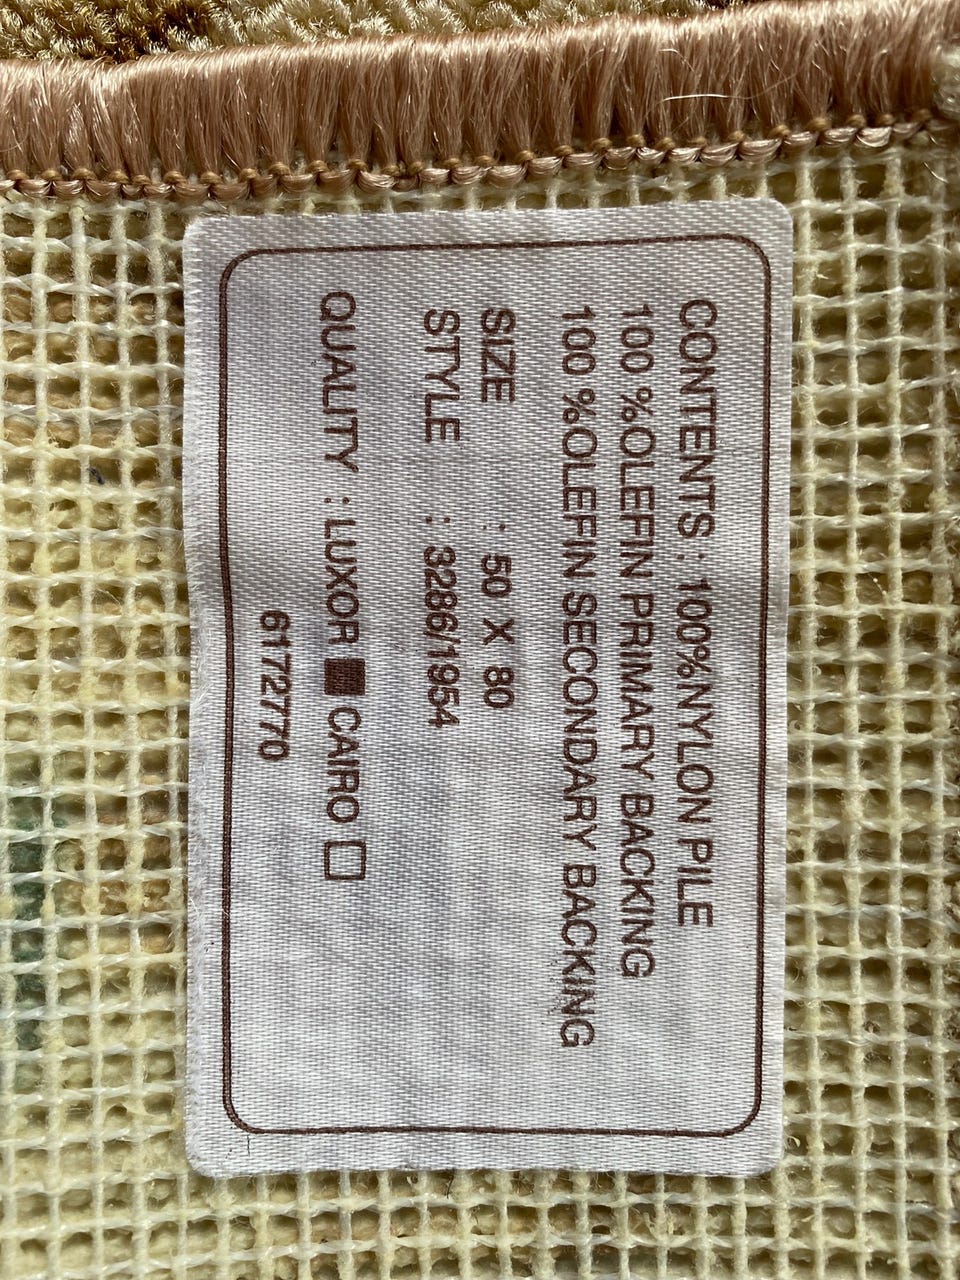 CONTENTS : 100%NYLON PILE
100 %OLEFIN PRIMARY BACKING
100 %OLEFIN SECONDARY BACKING
SIZE : 50 X 80
STYLE : 3286/1954
QUALITY : LUXOR ■ CAIRO □
6172770